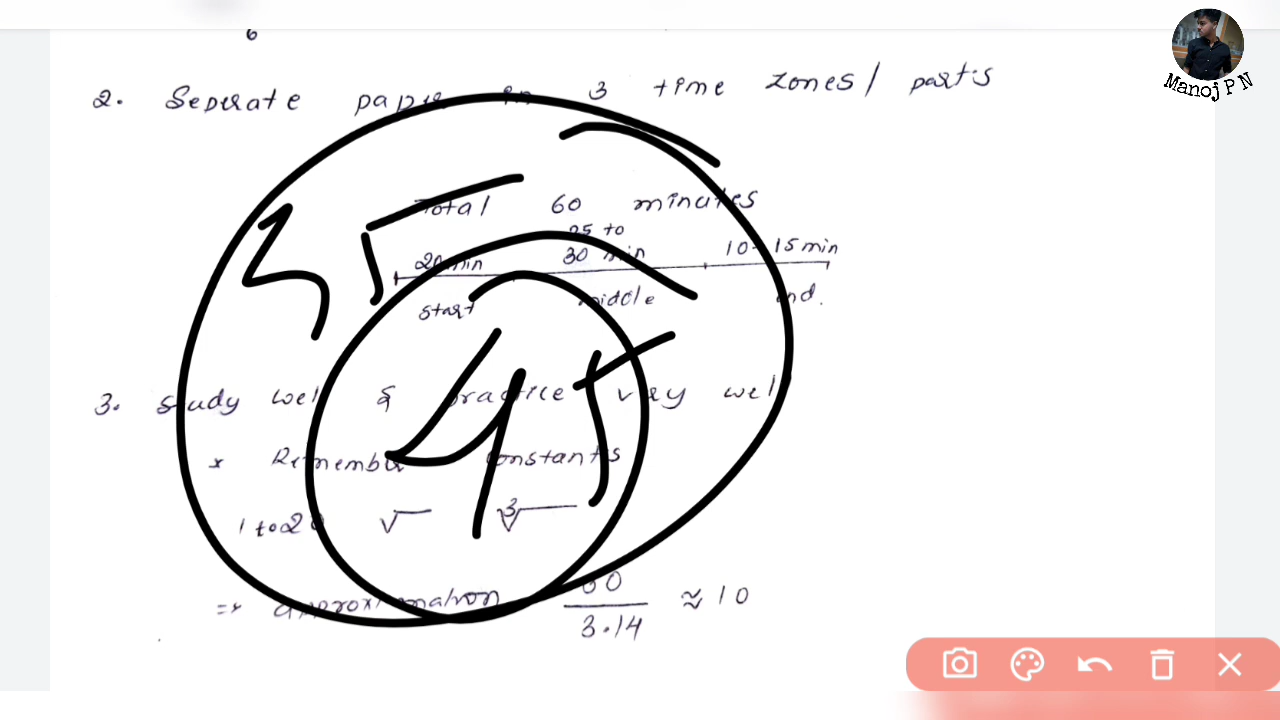 6
Manoj P N
2. Seperate paper in 3 time zones/ parts
Total 60 minutes
25 to
20 min 30 min 10-15min
start middle end.
3. Study well & practice very well
* Remember constants
1 to 20 √ ∛
=> approximation 30/3.14 ≈ 10
35
45